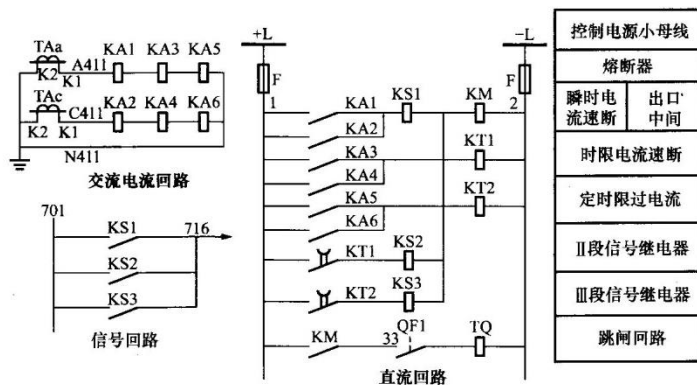 TAa
A411
KA1
KA3
KA5
K2
K1
TAc
C411
KA2
KA4
KA6
K2
K1
N411
交流电流回路
701
716
KS1
KS2
KS3
信号回路
+L
-L
F
F
1
2
KA1
KS1
KM
KA2
KA3
KT1
KA4
KA5
KT2
KA6
KT1
KS2
KT2
KS3
KM
33
QF1
TQ
直流回路
控制电源小母线
熔断器
瞬时电
流速断
出口
中间
时限电流速断
定时限过电流
Ⅱ段信号继电器
Ⅲ段信号继电器
跳闸回路